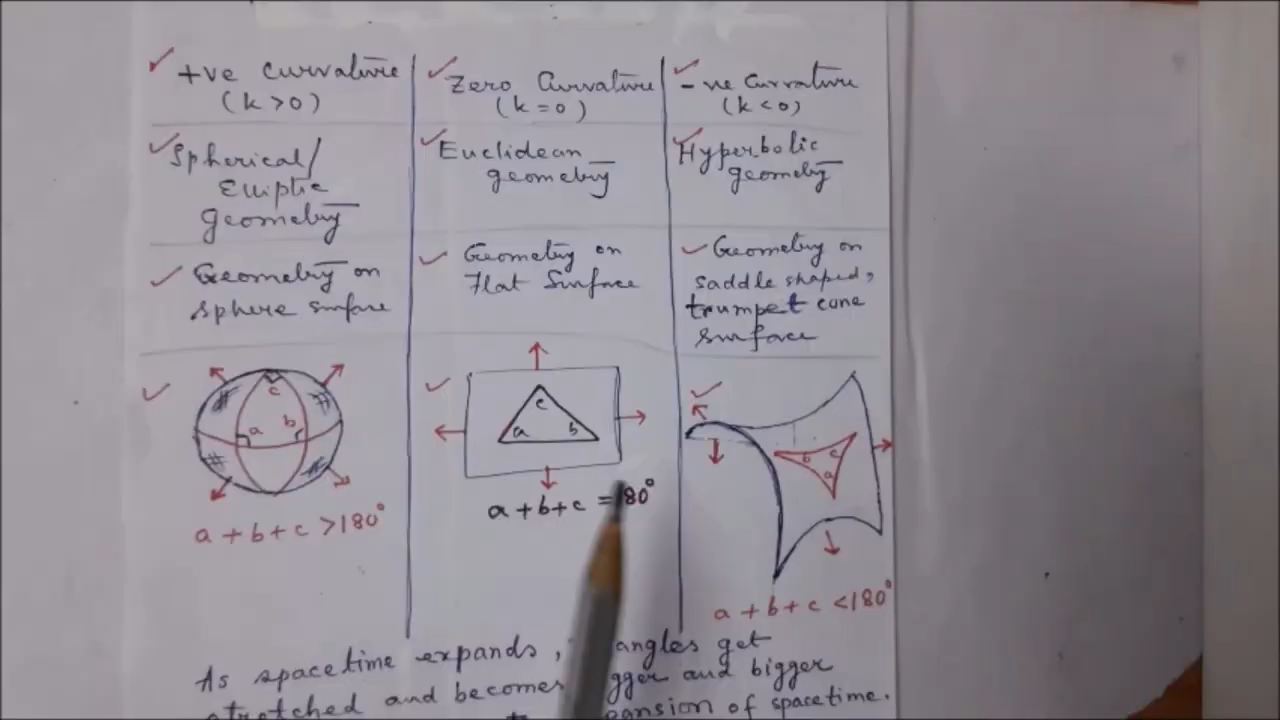 +ve curvature
(k > 0)
Spherical/
Elliptic
Geometry
Geometry on
sphere surface
a
b
c
a + b + c > 180°
Zero Curvature
(k = 0)
Euclidean
geometry
Geometry on
Flat Surface
c
a b
a + b + c = 180°
-ve Curvature
(k < 0)
Hyperbolic
geometry
Geometry on
saddle shaped,
trumpet cone
surface
b c
a
a + b + c < 180°
As spacetime expands, angles get
stretched and becomes and bigger
of spacetime.